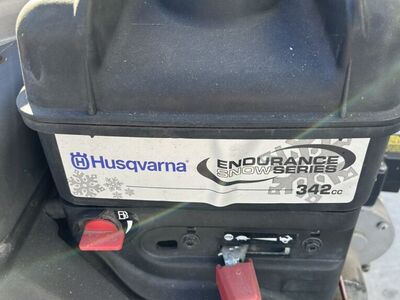 Husqvarna
ENDURANCE
SNOW SERIES
342cc